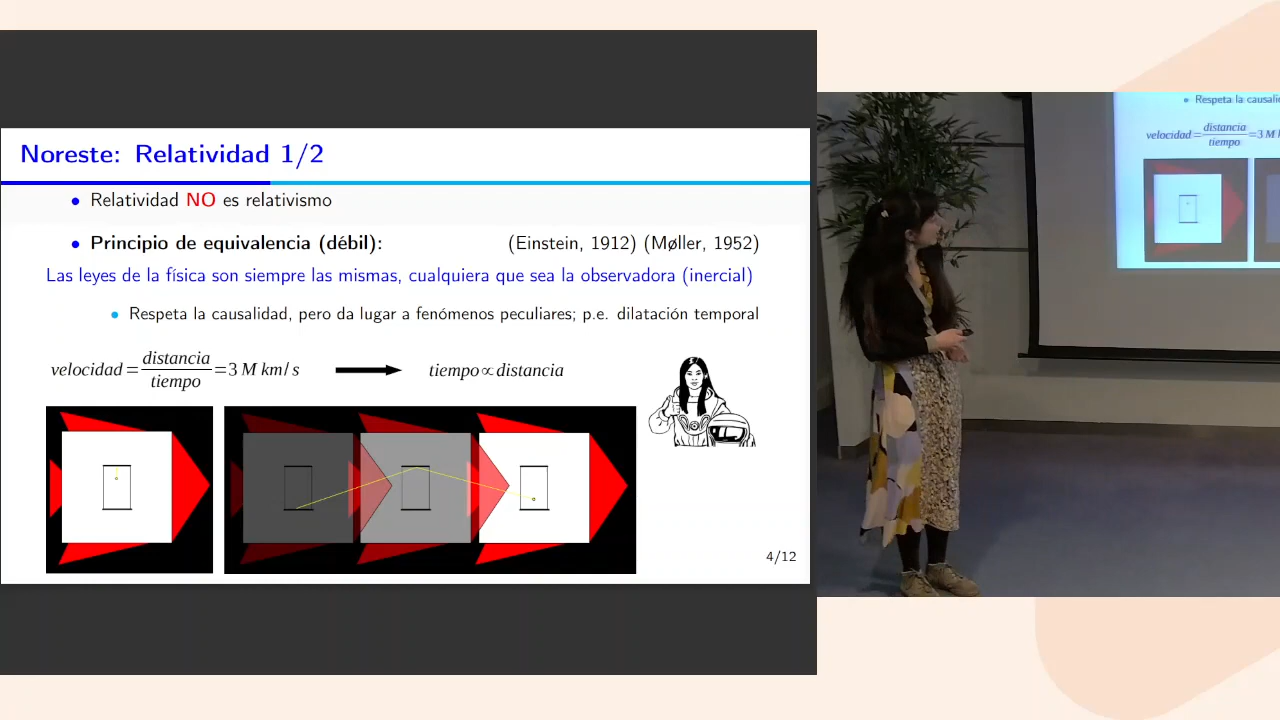 Noreste: Relatividad 1/2
• Relatividad NO es relativismo
• Principio de equivalencia (débil): (Einstein, 1912) (Møller, 1952)
Las leyes de la física son siempre las mismas, cualquiera que sea la observadora (inercial)
• Respeta la causalidad, pero da lugar a fenómenos peculiares; p.e. dilatación temporal
velocidad = distancia/tiempo = 3 M km/s → tiempo ∝ distancia
4/12
• Respeta la causalid
velocidad = distancia/tiempo = 3 M k